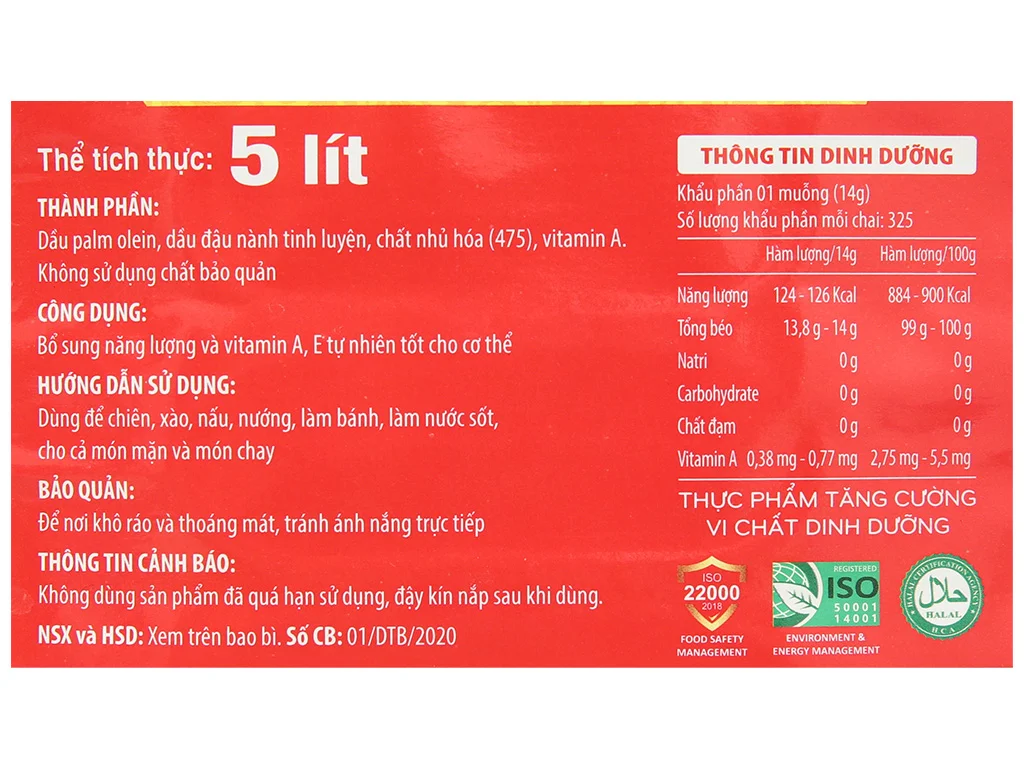 Thể tích thực: 5 lít
THÀNH PHẦN:
Dầu palm olein, dầu đậu nành tinh luyện, chất nhủ hóa (475), vitamin A.
Không sử dụng chất bảo quản
CÔNG DỤNG:
Bổ sung năng lượng và vitamin A, E tự nhiên tốt cho cơ thể
HƯỚNG DẪN SỬ DỤNG:
Dùng để chiên, xào, nấu, nướng, làm bánh, làm nước sốt,
cho cả món mặn và món chay
BẢO QUẢN:
Để nơi khô ráo và thoáng mát, tránh ánh nắng trực tiếp
THÔNG TIN CẢNH BÁO:
Không dùng sản phẩm đã quá hạn sử dụng, đậy kín nắp sau khi dùng.
NSX và HSD: Xem trên bao bì. Số CB: 01/DTB/2020
THÔNG TIN DINH DƯỠNG
Khẩu phần 01 muỗng (14g)
Số lượng khẩu phần mỗi chai: 325
Hàm lượng/14g Hàm lượng/100g
Năng lượng 124 - 126 Kcal 884 - 900 Kcal
Tổng béo 13,8 g - 14 g 99 g - 100 g
Natri 0 g 0 g
Carbohydrate 0 g 0 g
Chất đạm 0 g 0 g
Vitamin A 0,38 mg - 0,77 mg 2,75 mg - 5,5 mg
THỰC PHẨM TĂNG CƯỜNG
VI CHẤT DINH DƯỠNG
ISO
22000
2018
FOOD SAFETY
MANAGEMENT
REGISTERED
ISO
50001
14001
ENVIRONMENT &
ENERGY MANAGEMENT
HALAL CERTIFICATION AGENCY
حلال
HALAL
H.C.A